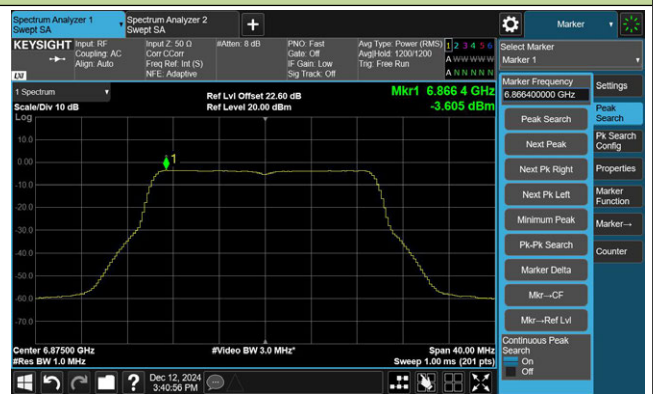 Spectrum Analyzer 1
Swept SA
Spectrum Analyzer 2
Swept SA
+
Marker
KEYSIGHT
Input: RF
Coupling: AC
Align: Auto
Input Z: 50 Ω
Corr CCorr
Freq Ref: Int (S)
NFE: Adaptive
#Atten: 8 dB
PNO: Fast
Gate: Off
IF Gain: Low
Sig Track: Off
Avg Type: Power (RMS)
Avg|Hold: 1200/1200
Trig: Free Run
1 2 3 4 5 6
A W W W W W
A N N N N N
LXI
Select Marker
Marker 1
1 Spectrum
Scale/Div 10 dB
Log
Ref Lvl Offset 22.60 dB
Ref Level 20.00 dBm
Mkr1 6.866 4 GHz
-3.605 dBm
10.0
0.00
-10.0
-20.0
-30.0
-40.0
-50.0
-60.0
-70.0
1
Center 6.87500 GHz
#Res BW 1.0 MHz
#Video BW 3.0 MHz*
Span 40.00 MHz
Sweep 1.00 ms (201 pts)
Marker Frequency
6.866400000 GHz
Peak Search
Next Peak
Next Pk Right
Next Pk Left
Minimum Peak
Pk-Pk Search
Marker Delta
Mkr→CF
Mkr→Ref Lvl
Continuous Peak
Search
On
Off
Settings
Peak
Search
Pk Search
Config
Properties
Marker
Function
Marker→
Counter
?
Dec 12, 2024
3:40:56 PM